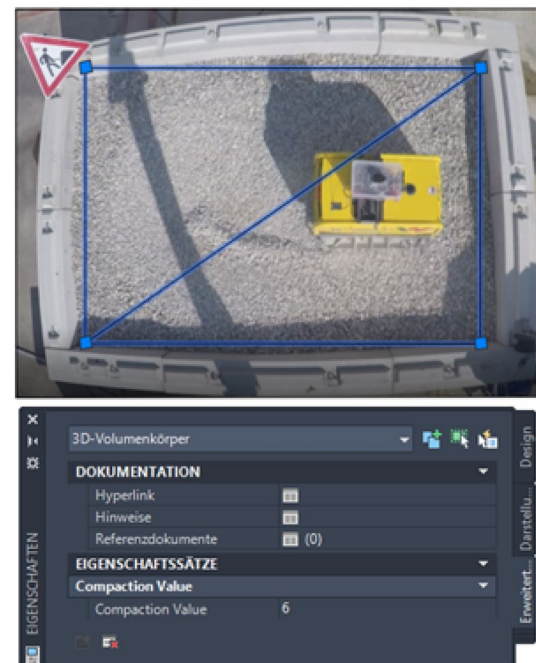 3D-Volumenkörper
DOKUMENTATION
Hyperlink
Hinweise
Referenzdokumente (0)
EIGENSCHAFTSSÄTZE
Compaction Value
Compaction Value 6
EIGENSCHAFTEN
Design
Darstellu...
Erweitert...